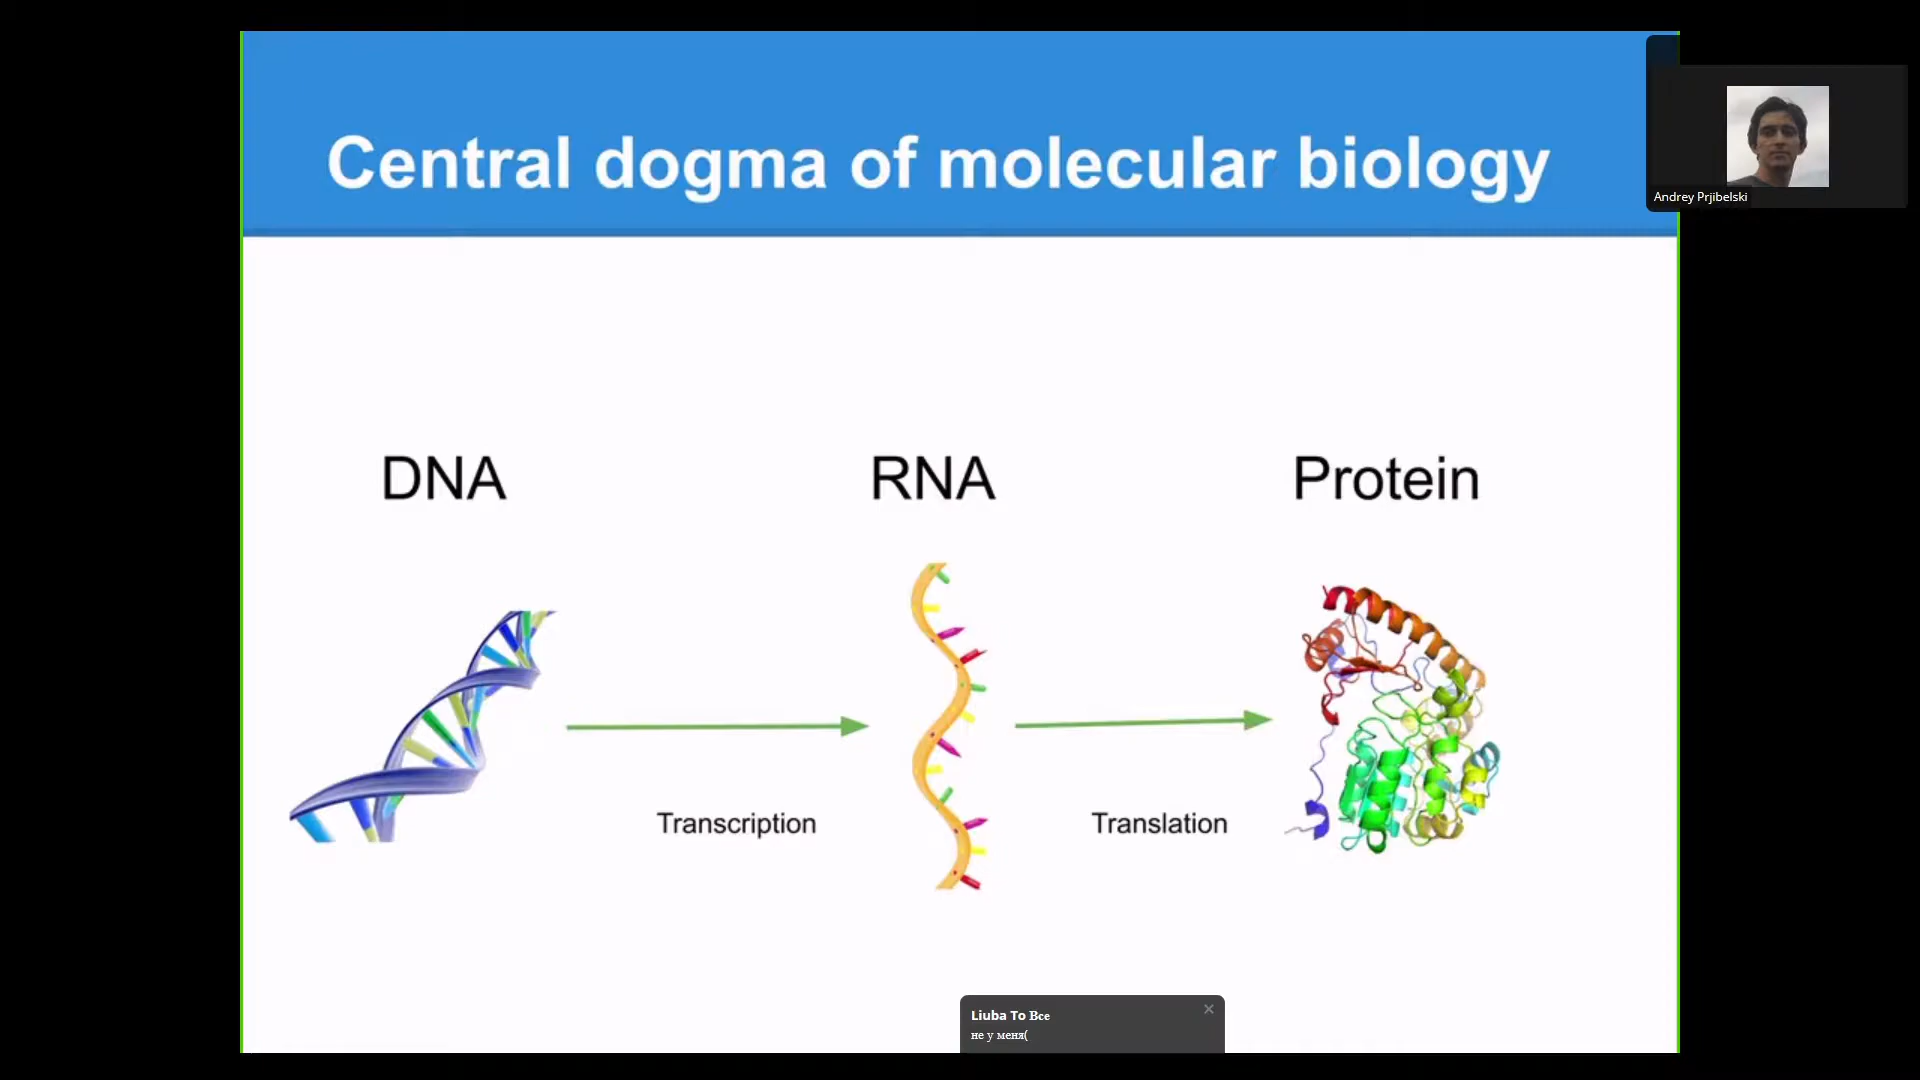 Central dogma of molecular biology
Andrey Prjibelski
DNA
RNA
Protein
Transcription
Translation
Liuba To Все
не у меня(